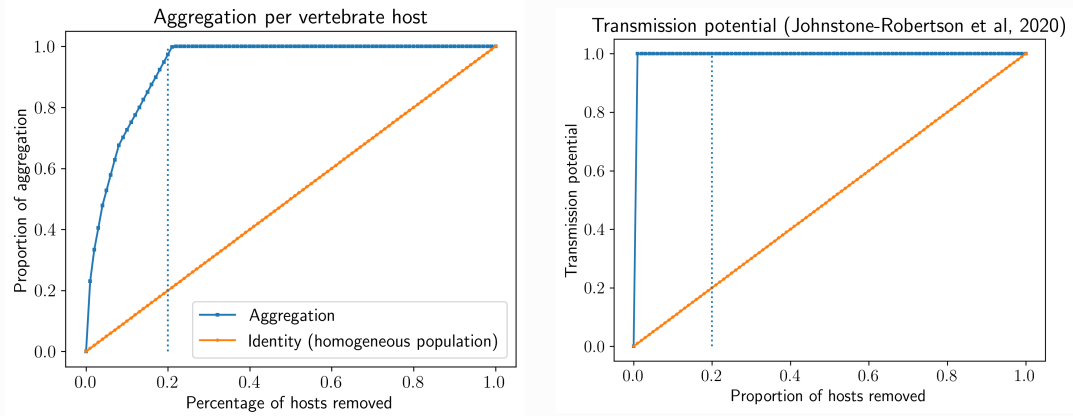 Aggregation per vertebrate host
Proportion of aggregation
1.0
0.8
0.6
0.4
0.2
0.0
0.0 0.2 0.4 0.6 0.8 1.0
Percentage of hosts removed
Aggregation
Identity (homogeneous population)
Transmission potential (Johnstone-Robertson et al, 2020)
Transmission potential
1.0
0.8
0.6
0.4
0.2
0.0
0.0 0.2 0.4 0.6 0.8 1.0
Proportion of hosts removed